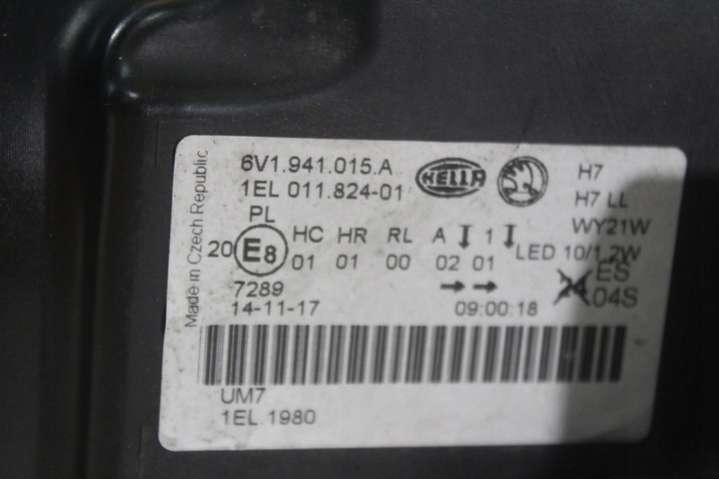 Made in Czech Republic
6V1.941.015.A HELLA H7
1EL 011.824-01 H7 LL
PL WY21W
HC HR RL A 1 LED 10/1,2W
20 E8 01 01 00 02 01 ES
7289 24 04S
14-11-17 09:00:18
UM7
1EL 1980